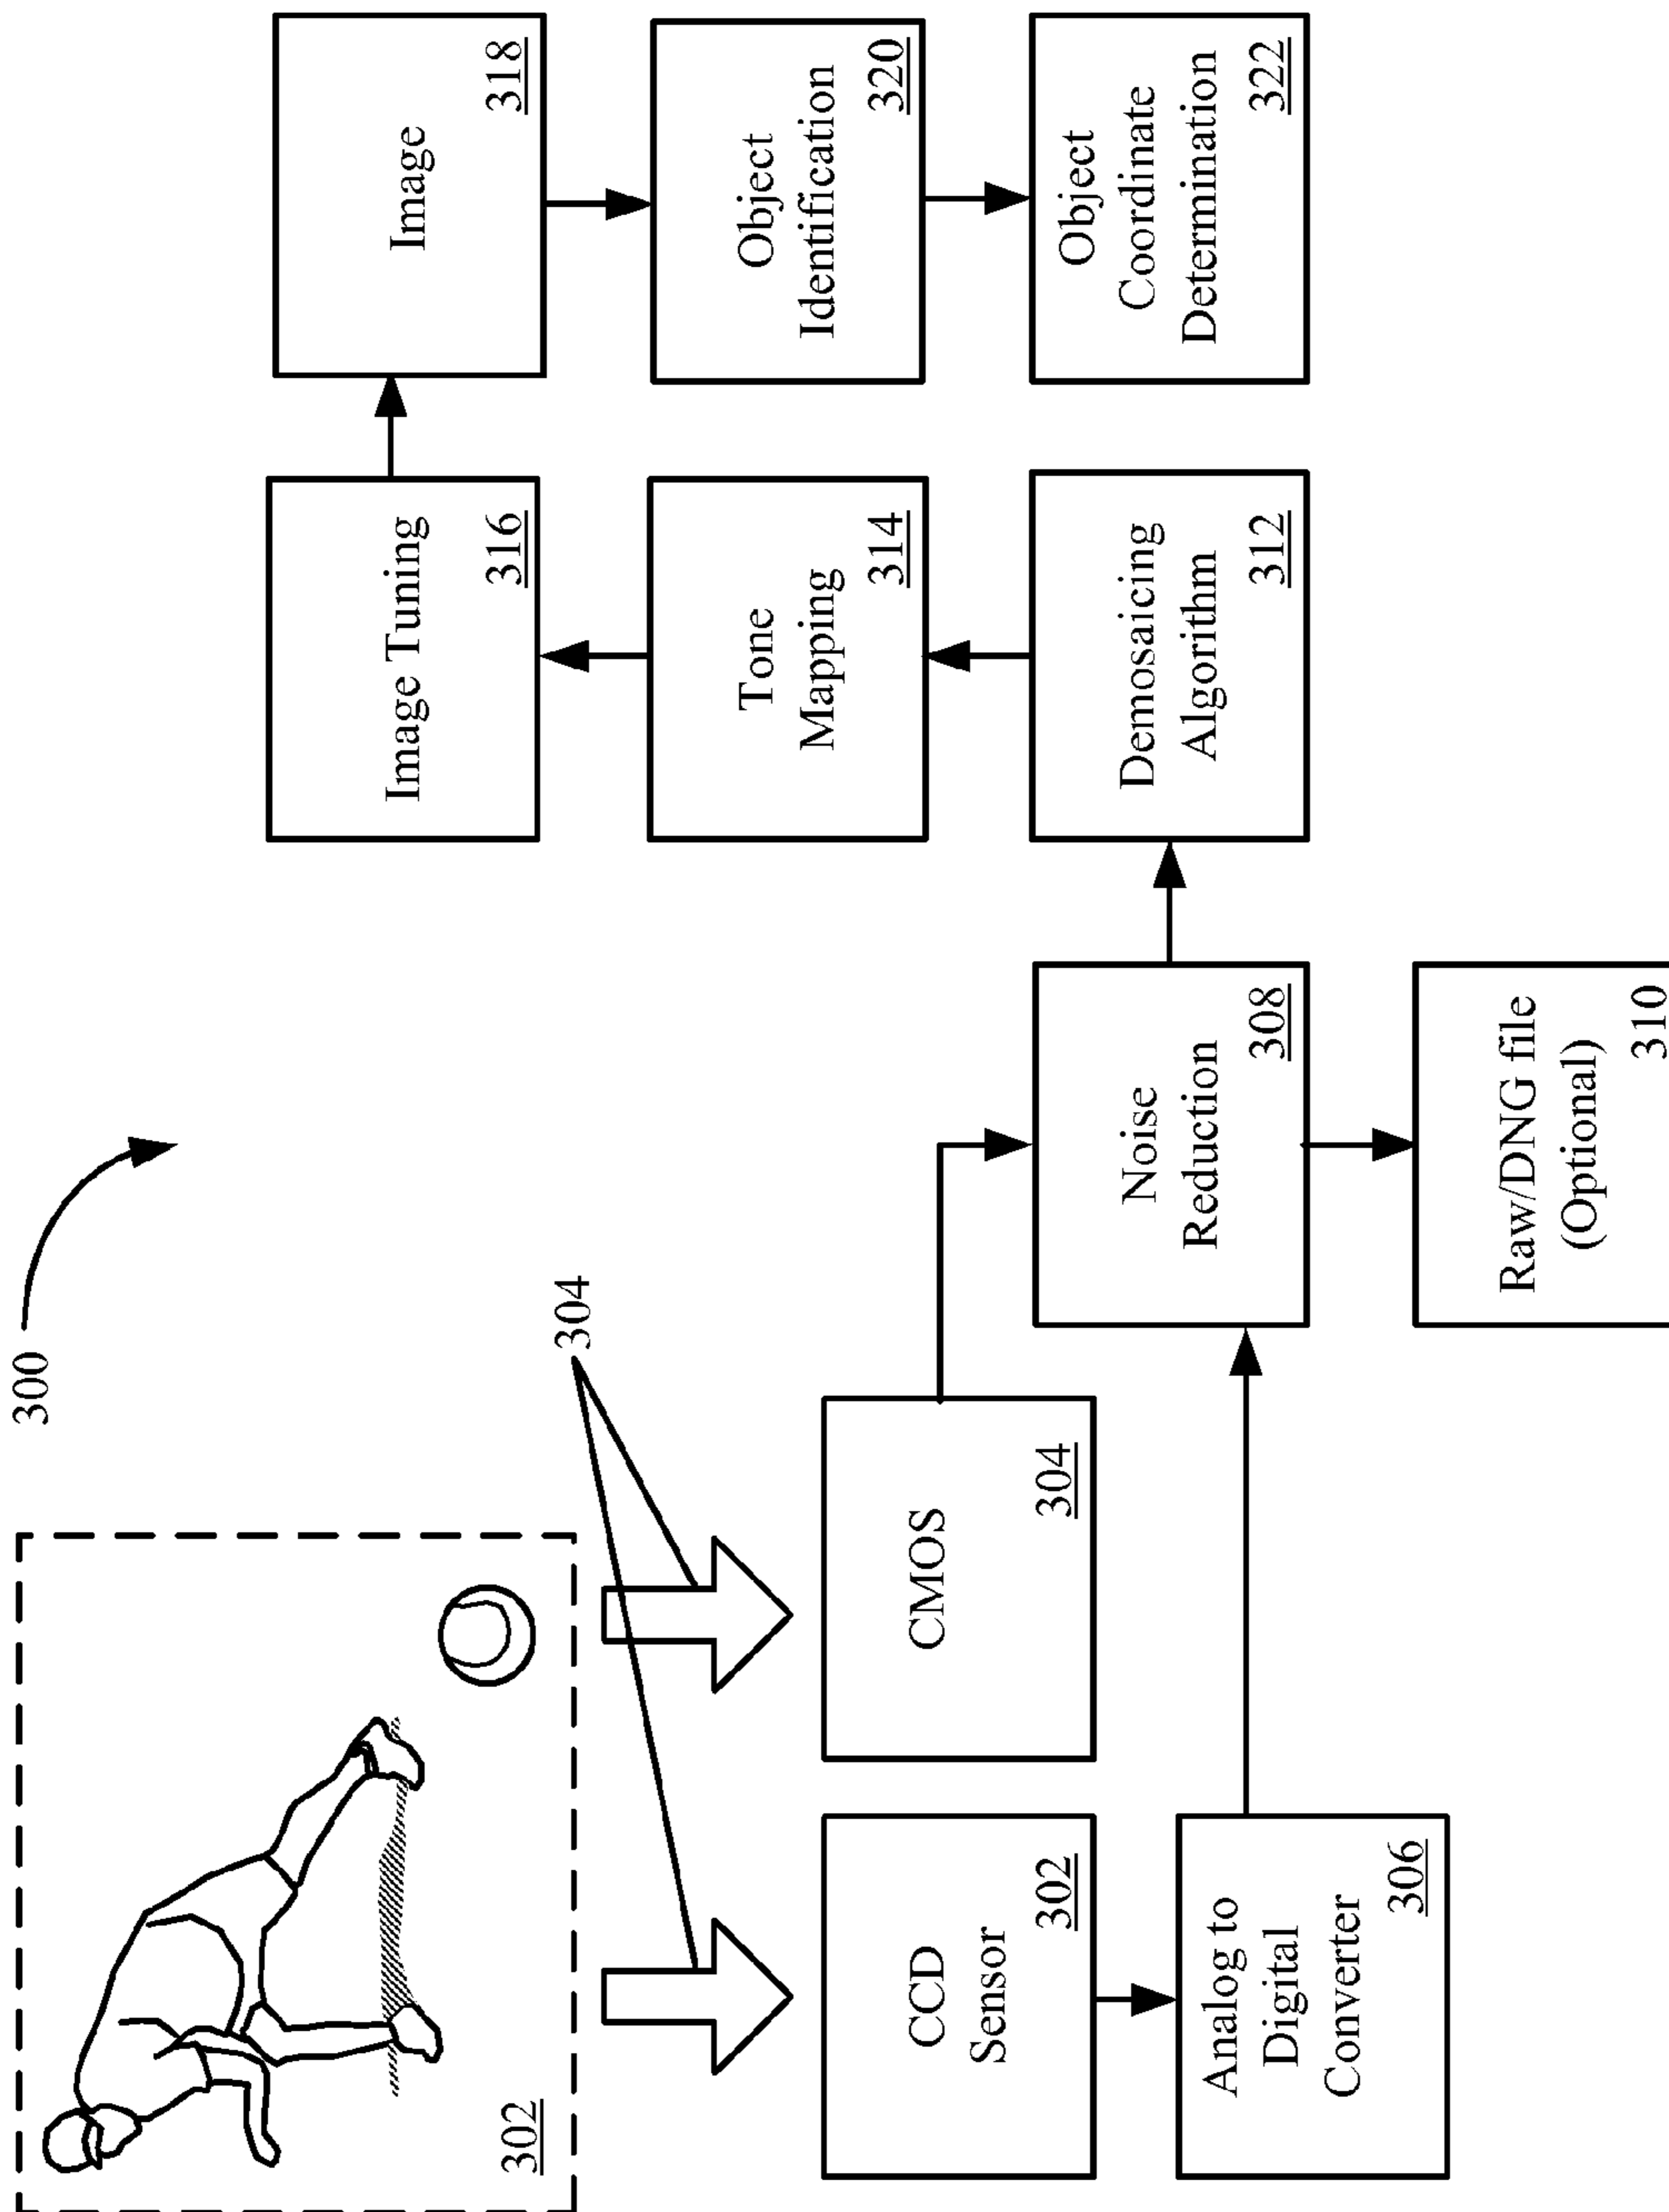 300
302
304
CCD
Sensor
302
CMOS
304
Analog to
Digital
Converter
306
Noise
Reduction
308
Raw/DNG file
(Optional)
310
Demosaicing
Algorithm
312
Tone
Mapping
314
Image Tuning
316
Image
318
Object
Identification
320
Object
Coordinate
Determination
322